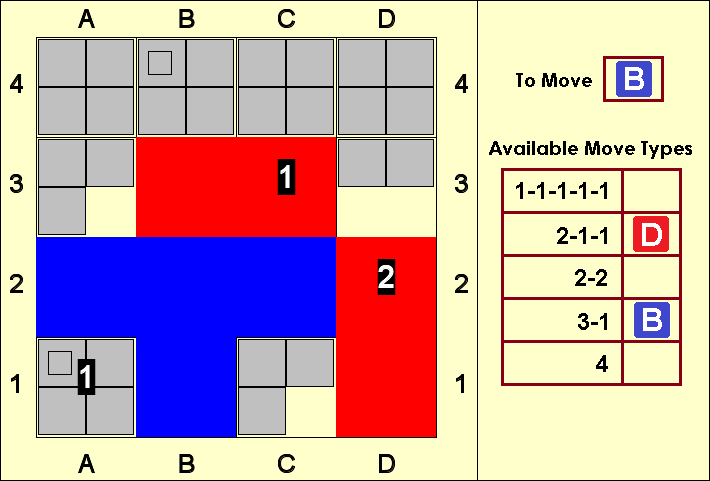 A B C D
4 4
To Move B
Available Move Types
3 1 3
1-1-1-1-1
2-1-1 D
2 2 2
2-2
3-1 B
1 1 1
4
A B C D